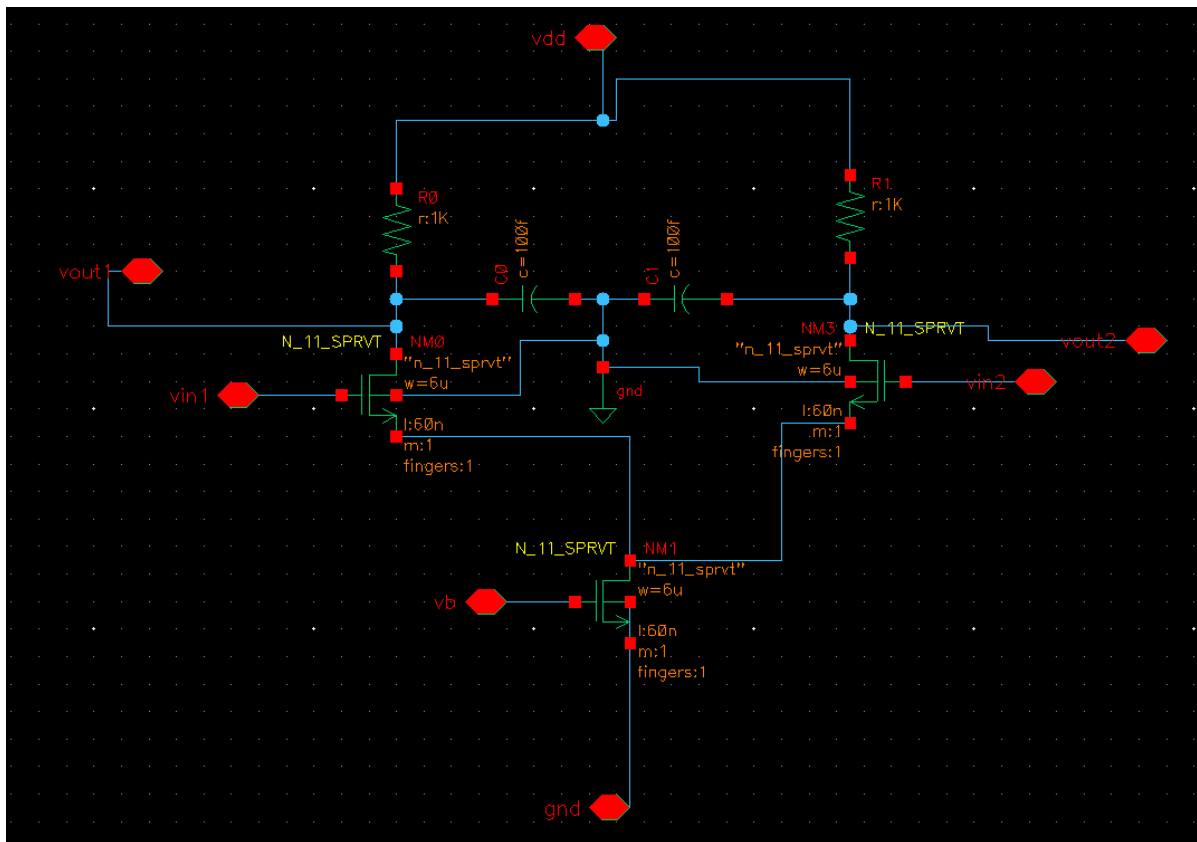 vdd
R0
r:1K
R1
r:1K
c=100f
C0
c=100f
C1
vout1
N_11_SPRVT
NM0
"n_11_sprvt"
w=6u
l:60n
m:1
fingers:1
vin1
gnd
NM3
N_11_SPRVT
"n_11_sprvt"
w=6u
l:60n
m:1
fingers:1
vout2
vin2
N_11_SPRVT
NM1
"n_11_sprvt"
w=6u
l:60n
m:1
fingers:1
vb
gnd